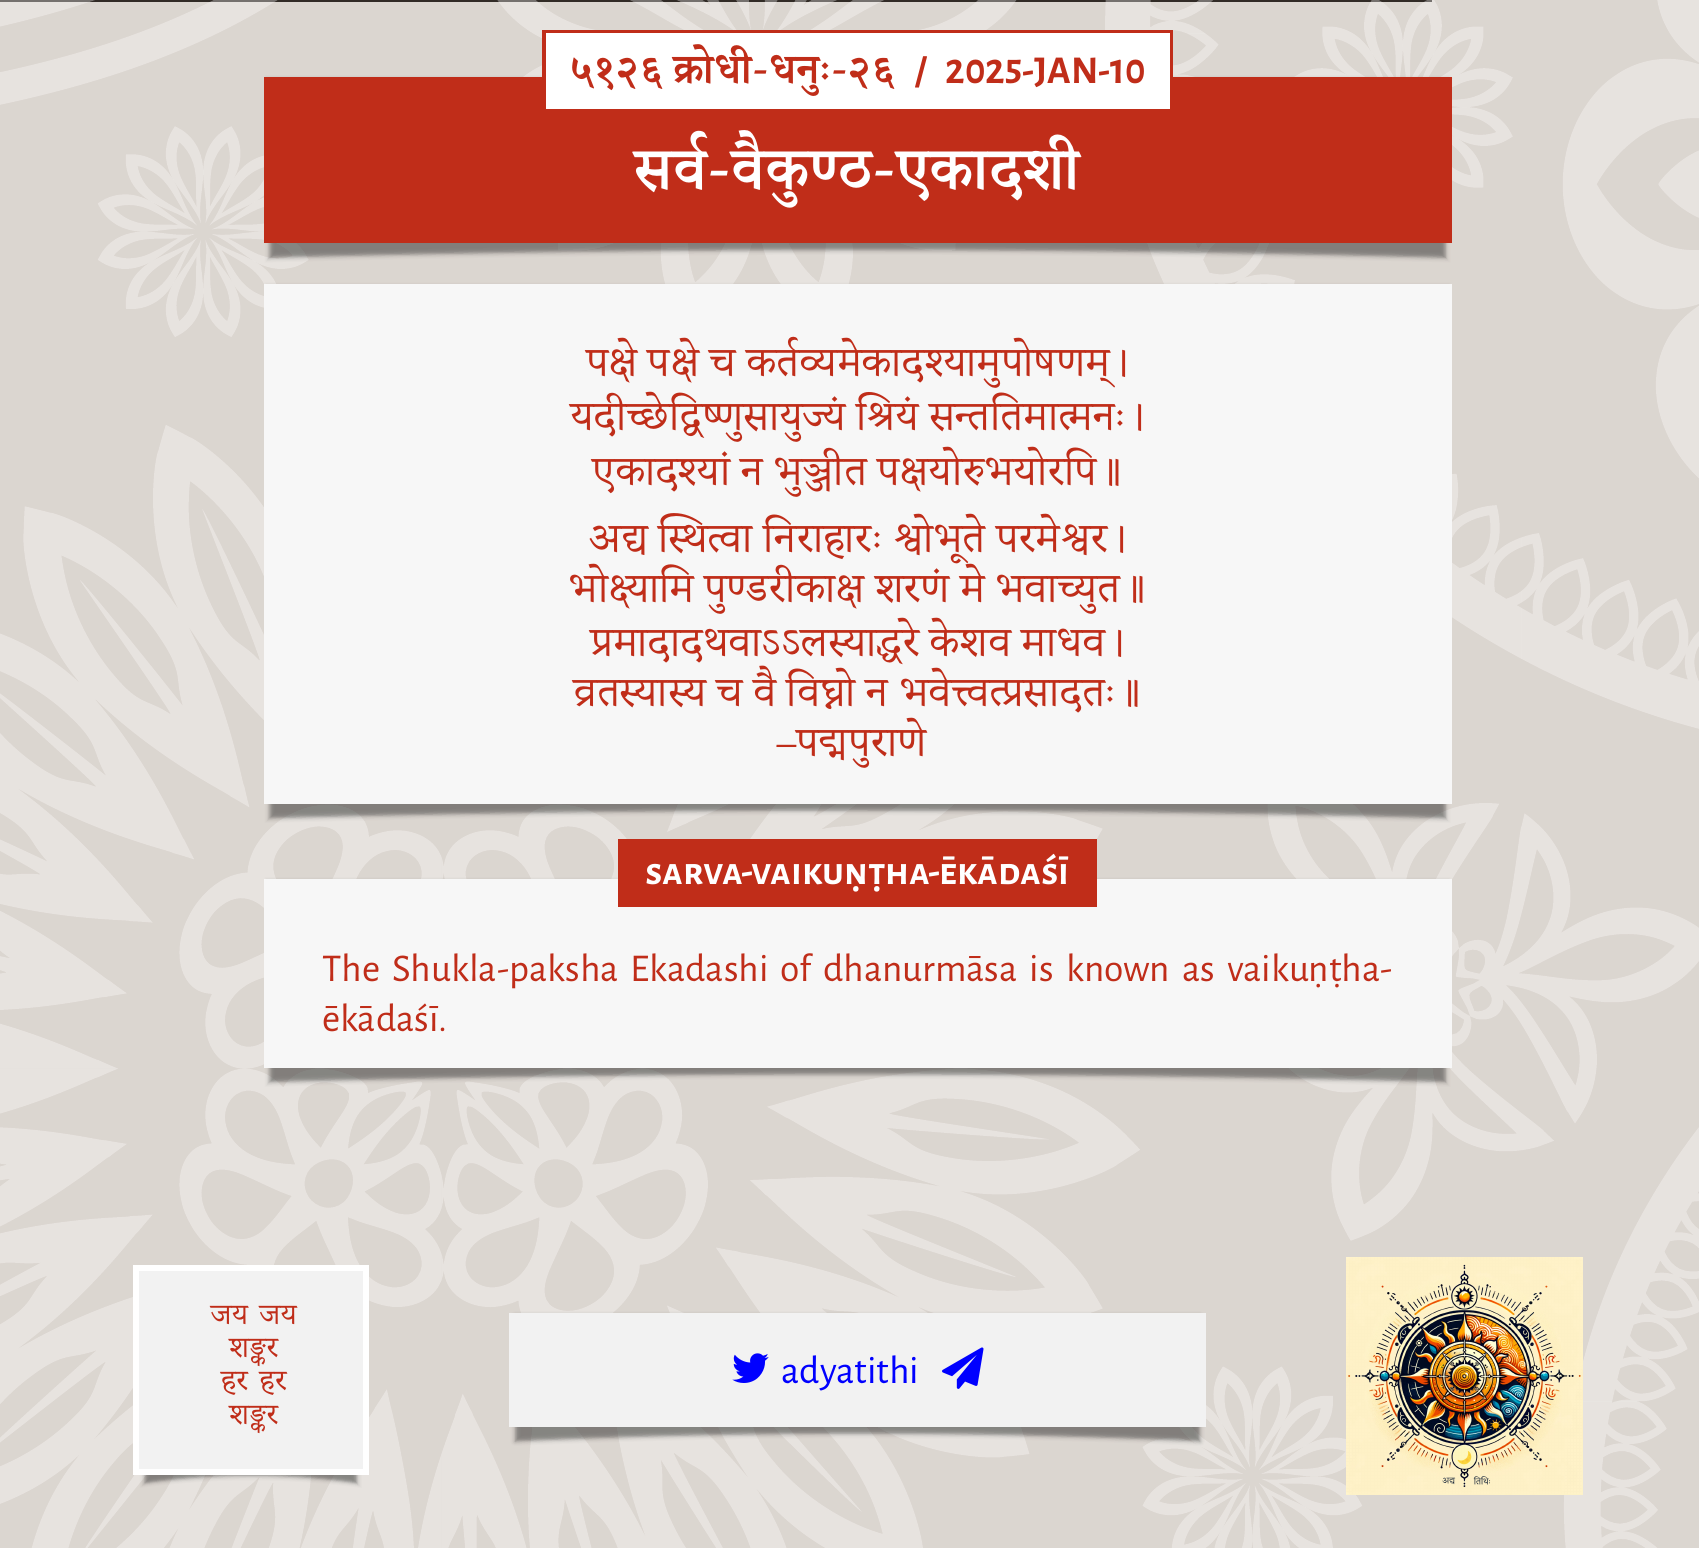 ५१२६ क्रोधी-धनुः-२६ / 2025-JAN-10
सर्व-वैकुण्ठ-एकादशी
पक्षे पक्षे च कर्तव्यमेकादश्यामुपोषणम्।
यदीच्छेद्विष्णुसायुज्यं श्रियं सन्ततिमात्मनः।
एकादश्यां न भुञ्जीत पक्षयोरुभयोरपि॥
अद्य स्थित्वा निराहारः श्वोभूते परमेश्वर।
भोक्ष्यामि पुण्डरीकाक्ष शरणं मे भवाच्युत॥
प्रमादादथवाऽऽलस्याद्धरे केशव माधव।
व्रतस्यास्य च वै विघ्नो न भवेत्त्वत्प्रसादतः॥
–पद्मपुराणे
SARVA-VAIKUṆṬHA-ĒKĀDAŚĪ
The Shukla-paksha Ekadashi of dhanurmāsa is known as vaikuṇṭha-
ēkādaśī.
जय जय
शङ्कर
हर हर
शङ्कर
adyatithi
अद्य तिथिः